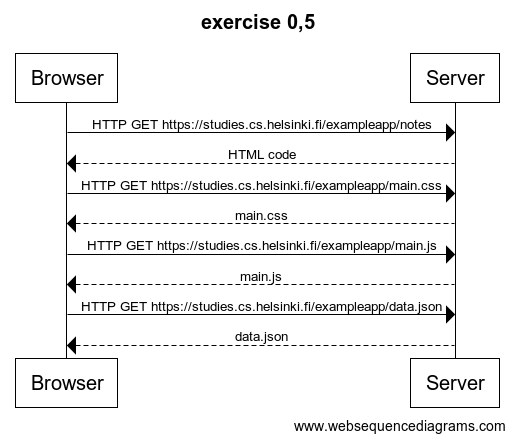 exercise 0,5
Browser
Server
HTTP GET https://studies.cs.helsinki.fi/exampleapp/notes
HTML code
HTTP GET https://studies.cs.helsinki.fi/exampleapp/main.css
main.css
HTTP GET https://studies.cs.helsinki.fi/exampleapp/main.js
main.js
HTTP GET https://studies.cs.helsinki.fi/exampleapp/data.json
data.json
Browser
Server
www.websequencediagrams.com